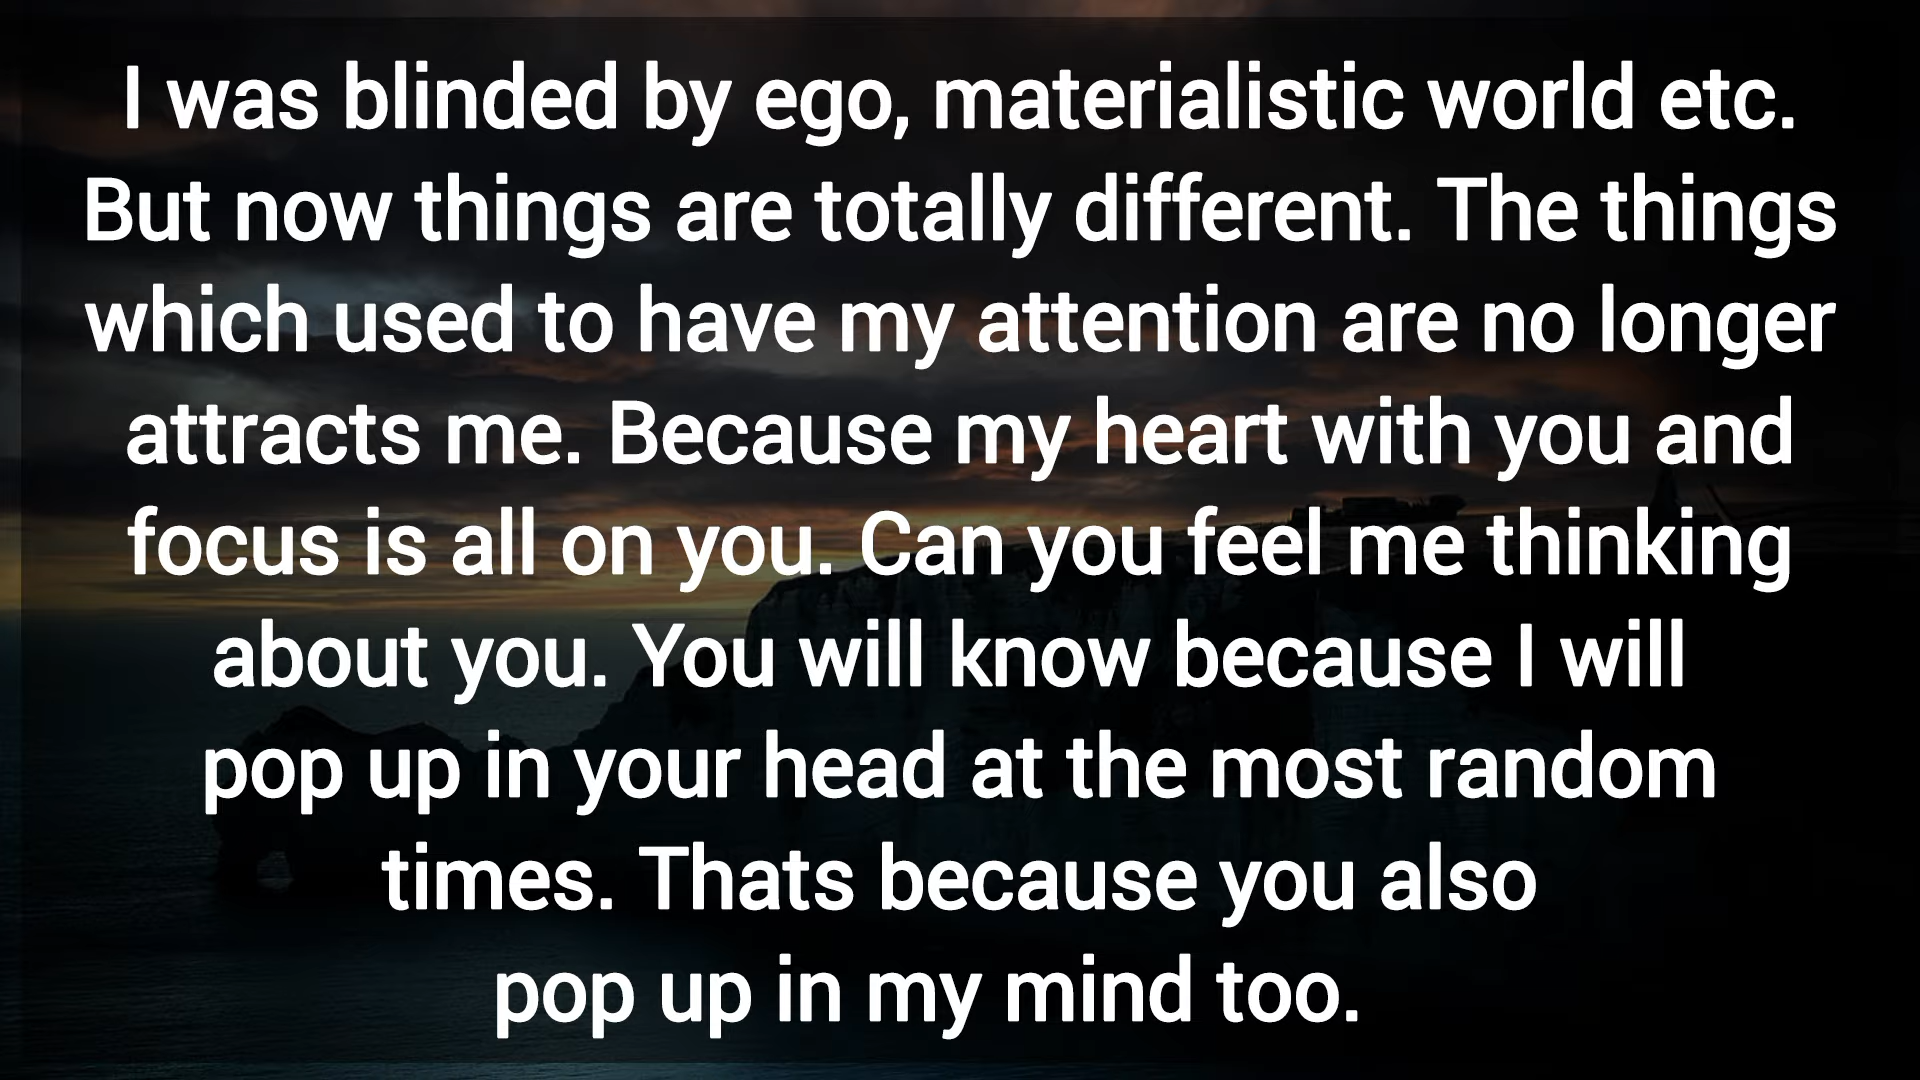 I was blinded by ego, materialistic world etc.
But now things are totally different. The things
which used to have my attention are no longer
attracts me. Because my heart with you and
focus is all on you. Can you feel me thinking
about you. You will know because I will
pop up in your head at the most random
times. Thats because you also
pop up in my mind too.